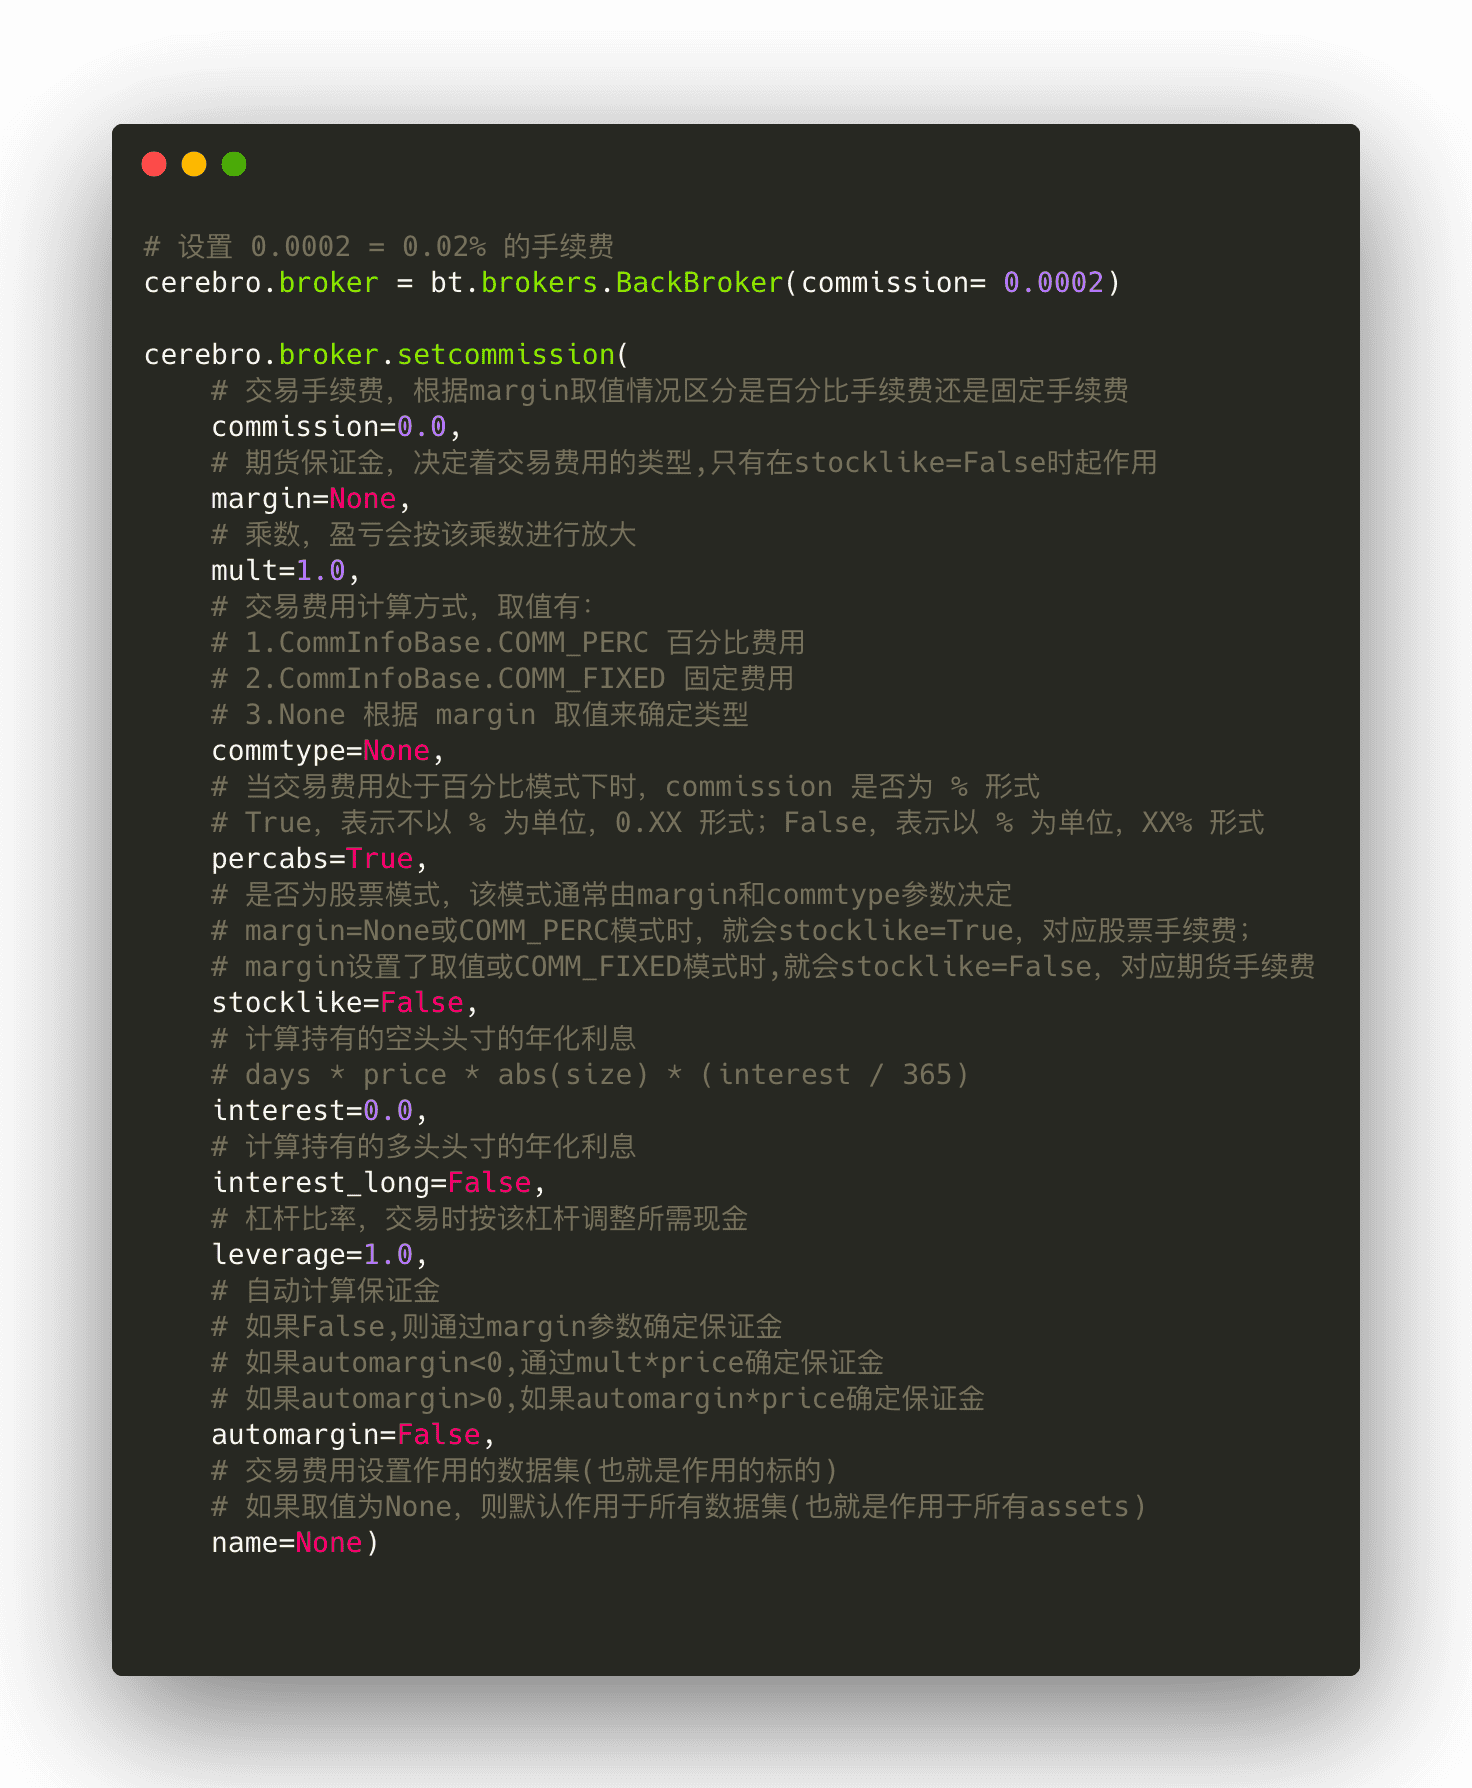 # 设置 0.0002 = 0.02% 的手续费
cerebro.broker = bt.brokers.BackBroker(commission= 0.0002)
cerebro.broker.setcommission(
# 交易手续费，根据margin取值情况区分是百分比手续费还是固定手续费
commission=0.0,
# 期货保证金，决定着交易费用的类型,只有在stocklike=False时起作用
margin=None,
# 乘数，盈亏会按该乘数进行放大
mult=1.0,
# 交易费用计算方式，取值有：
# 1.CommInfoBase.COMM_PERC 百分比费用
# 2.CommInfoBase.COMM_FIXED 固定费用
# 3.None 根据 margin 取值来确定类型
commtype=None,
# 当交易费用处于百分比模式下时，commission 是否为 % 形式
# True，表示不以 % 为单位，0.XX 形式；False，表示以 % 为单位，XX% 形式
percabs=True,
# 是否为股票模式，该模式通常由margin和commtype参数决定
# margin=None或COMM_PERC模式时，就会stocklike=True，对应股票手续费；
# margin设置了取值或COMM_FIXED模式时,就会stocklike=False，对应期货手续费
stocklike=False,
# 计算持有的空头头寸的年化利息
# days * price * abs(size) * (interest / 365)
interest=0.0,
# 计算持有的多头头寸的年化利息
interest_long=False,
# 杠杆比率，交易时按该杠杆调整所需现金
leverage=1.0,
# 自动计算保证金
# 如果False,则通过margin参数确定保证金
# 如果automargin<0,通过mult*price确定保证金
# 如果automargin>0,如果automargin*price确定保证金
automargin=False,
# 交易费用设置作用的数据集(也就是作用的标的)
# 如果取值为None，则默认作用于所有数据集(也就是作用于所有assets)
name=None)